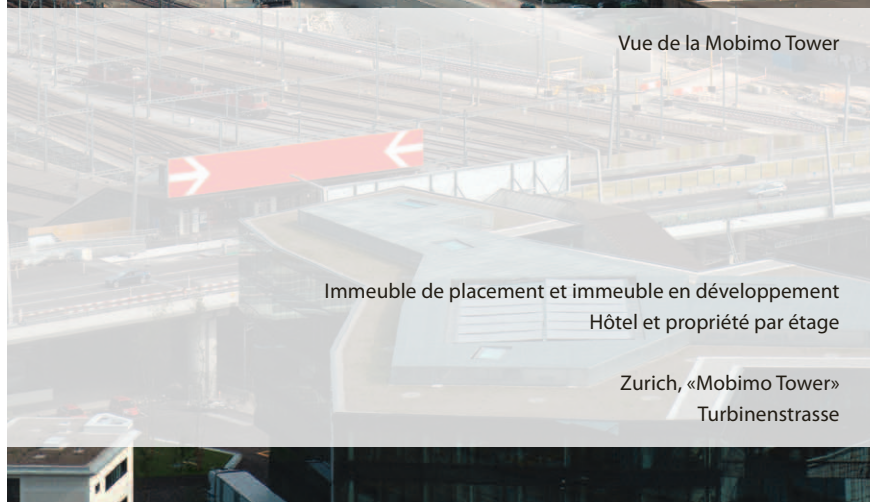 Vue de la Mobimo Tower
Immeuble de placement et immeuble en développement
Hôtel et propriété par étage
Zurich, «Mobimo Tower»
Turbinenstrasse